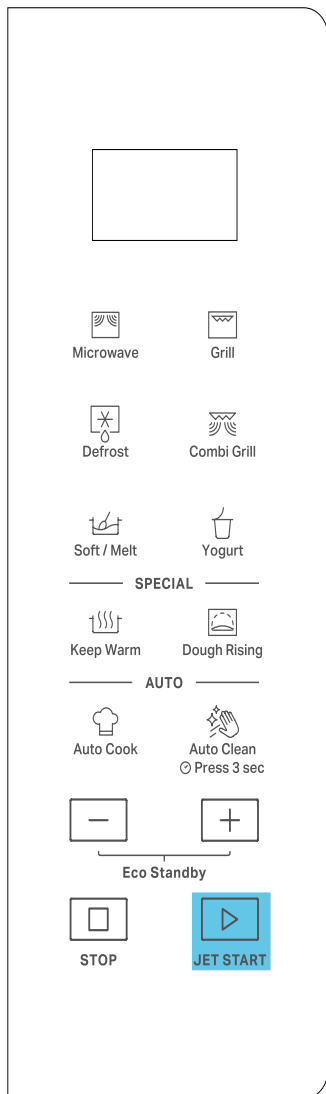 Microwave
Grill
Defrost
Combi Grill
Soft / Melt
Yogurt
SPECIAL
Keep Warm
Dough Rising
AUTO
Auto Cook
Auto Clean
Press 3 sec
Eco Standby
STOP
JET START